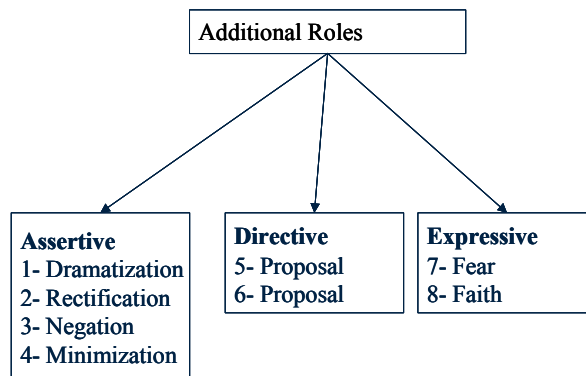 Additional Roles
Assertive
1- Dramatization
2- Rectification
3- Negation
4- Minimization
Directive
5- Proposal
6- Proposal
Expressive
7- Fear
8- Faith